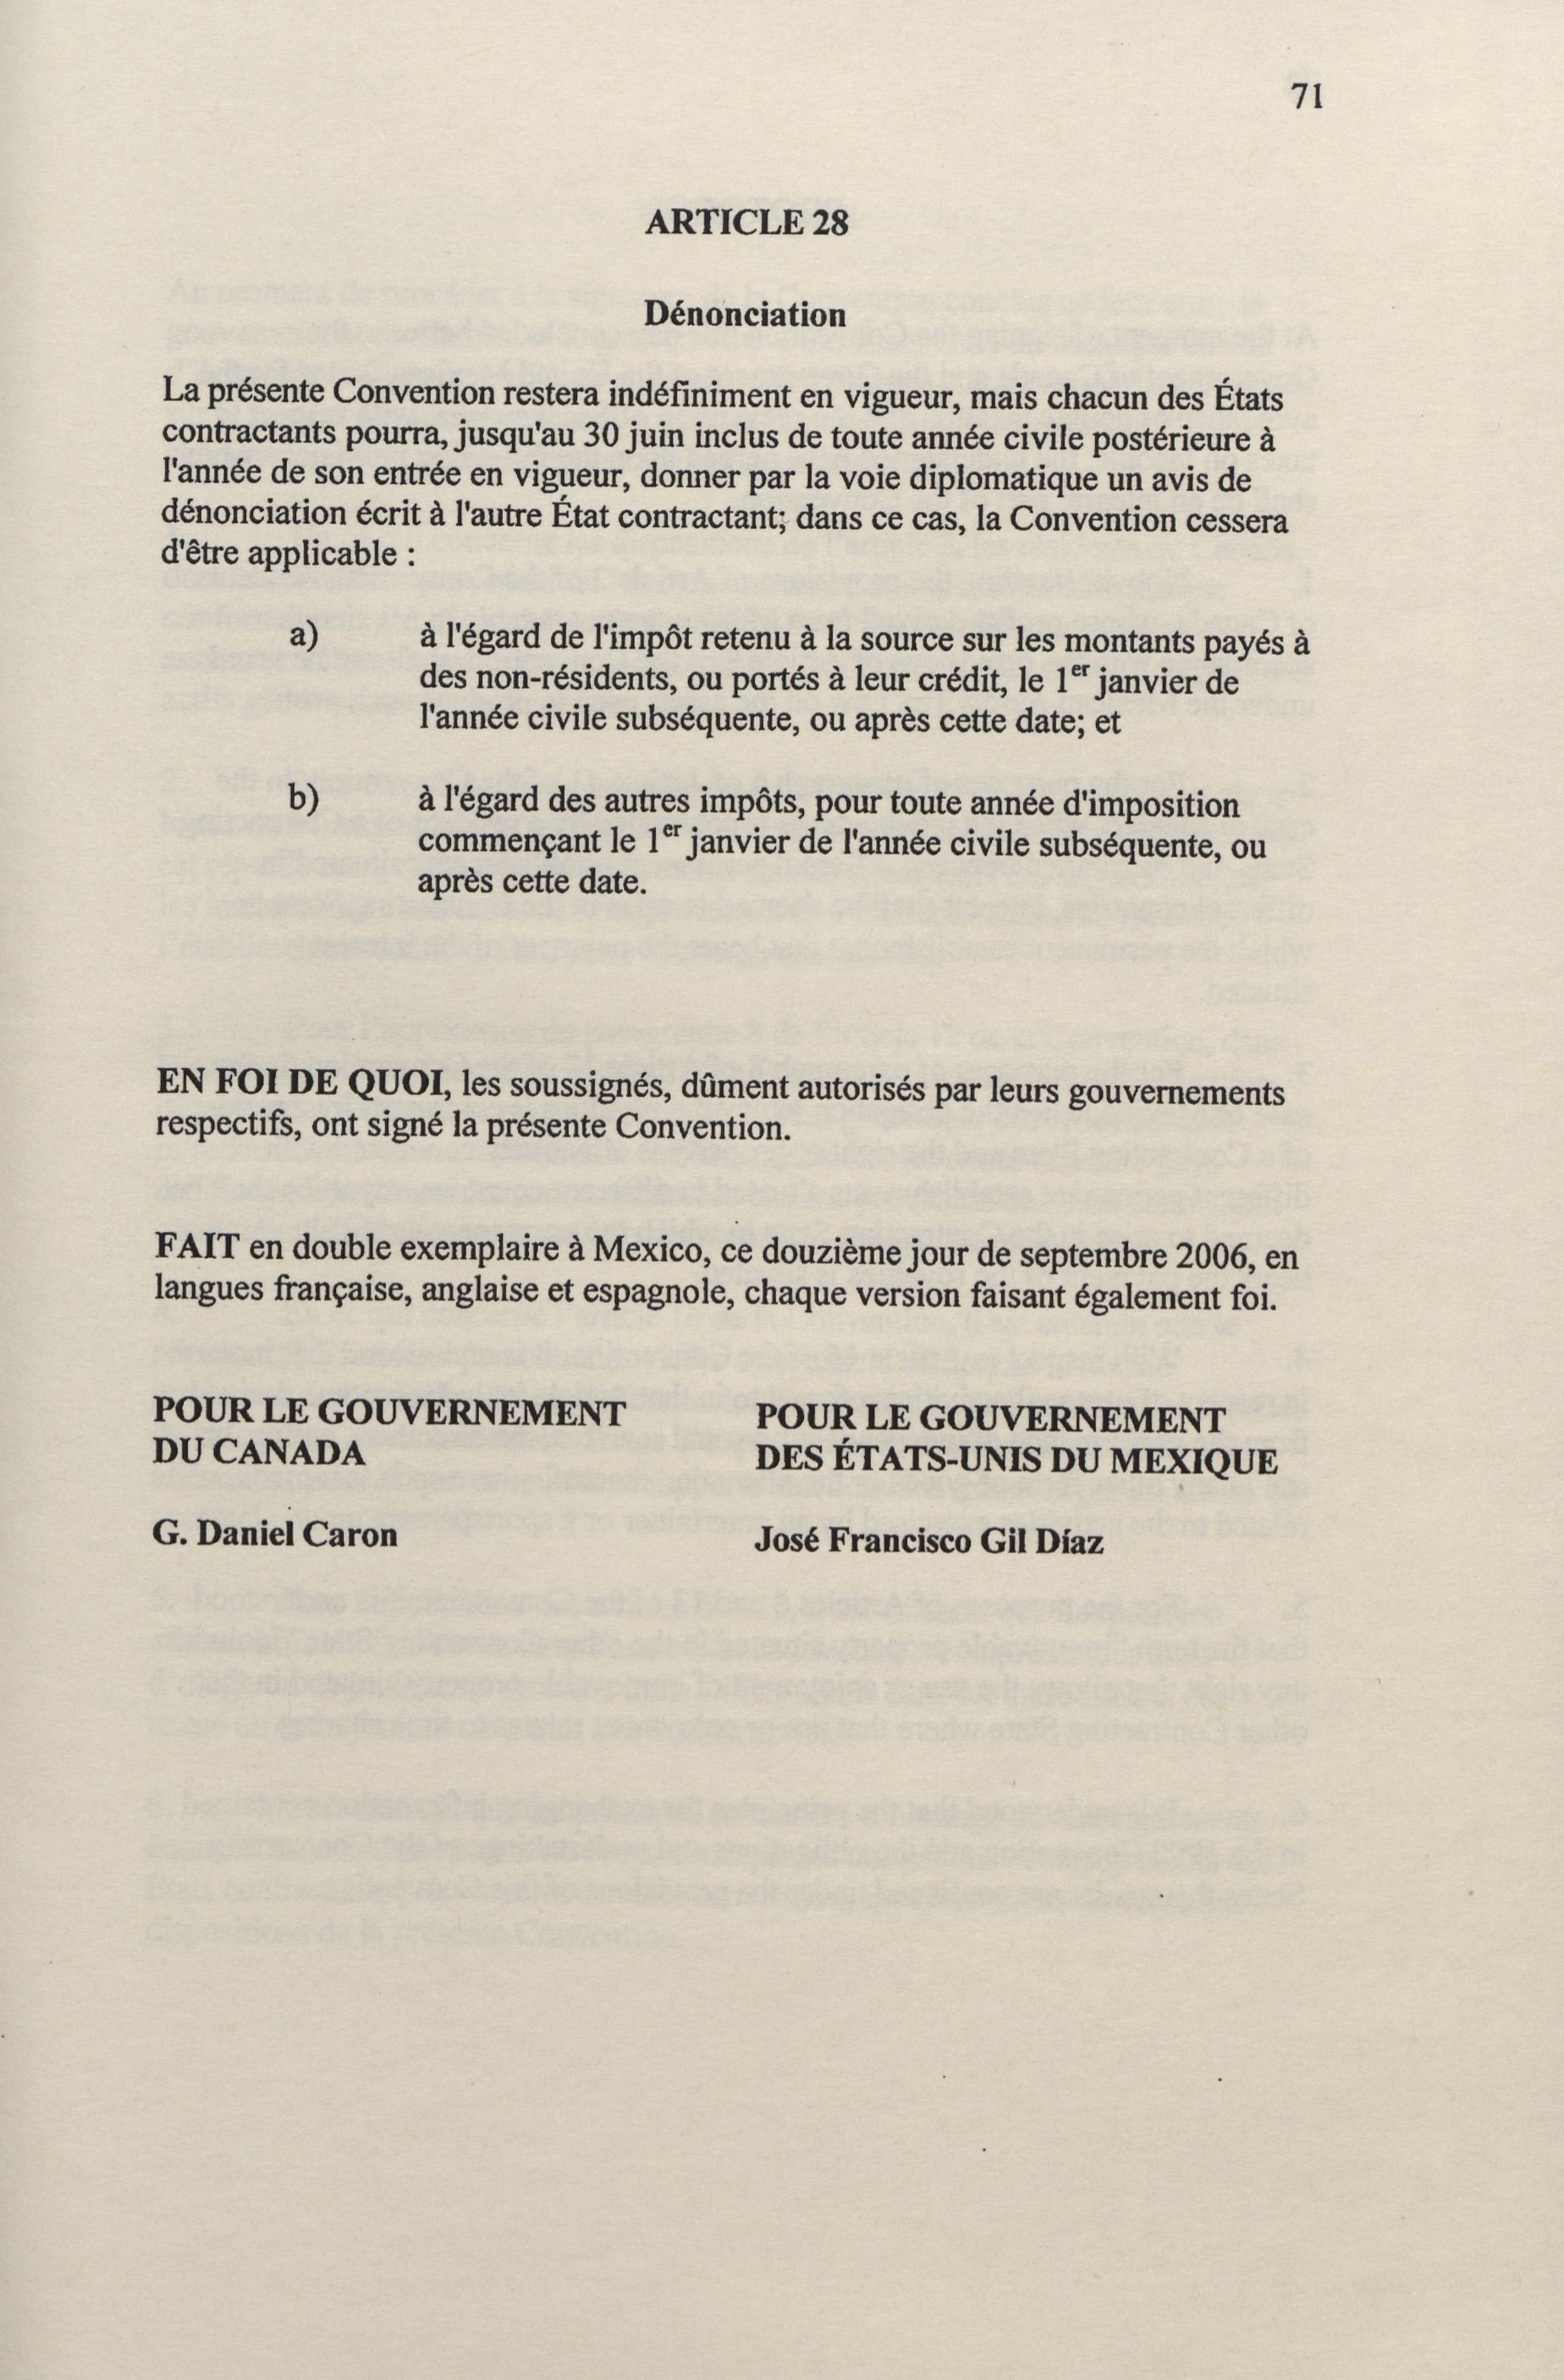 71
ARTICLE 28
Dénonciation
La présente Convention restera indéfiniment en vigueur, mais chacun des États
contractants pourra, jusqu'au 30 juin inclus de toute année civile postérieure à
l'année de son entrée en vigueur, donner par la voie diplomatique un avis de
dénonciation écrit à l'autre État contractant; dans ce cas, la Convention cessera
d'être applicable :
a) à l'égard de l'impôt retenu à la source sur les montants payés à
des non-résidents, ou portés à leur crédit, le 1er janvier de
l'année civile subséquente, ou après cette date; et
b) à l'égard des autres impôts, pour toute année d'imposition
commençant le 1er janvier de l'année civile subséquente, ou
après cette date.
EN FOI DE QUOI, les soussignés, dûment autorisés par leurs gouvernements
respectifs, ont signé la présente Convention.
FAIT en double exemplaire à Mexico, ce douzième jour de septembre 2006, en
langues française, anglaise et espagnole, chaque version faisant également foi.
POUR LE GOUVERNEMENT
DU CANADA
G. Daniel Caron
POUR LE GOUVERNEMENT
DES ÉTATS-UNIS DU MEXIQUE
José Francisco Gil Díaz